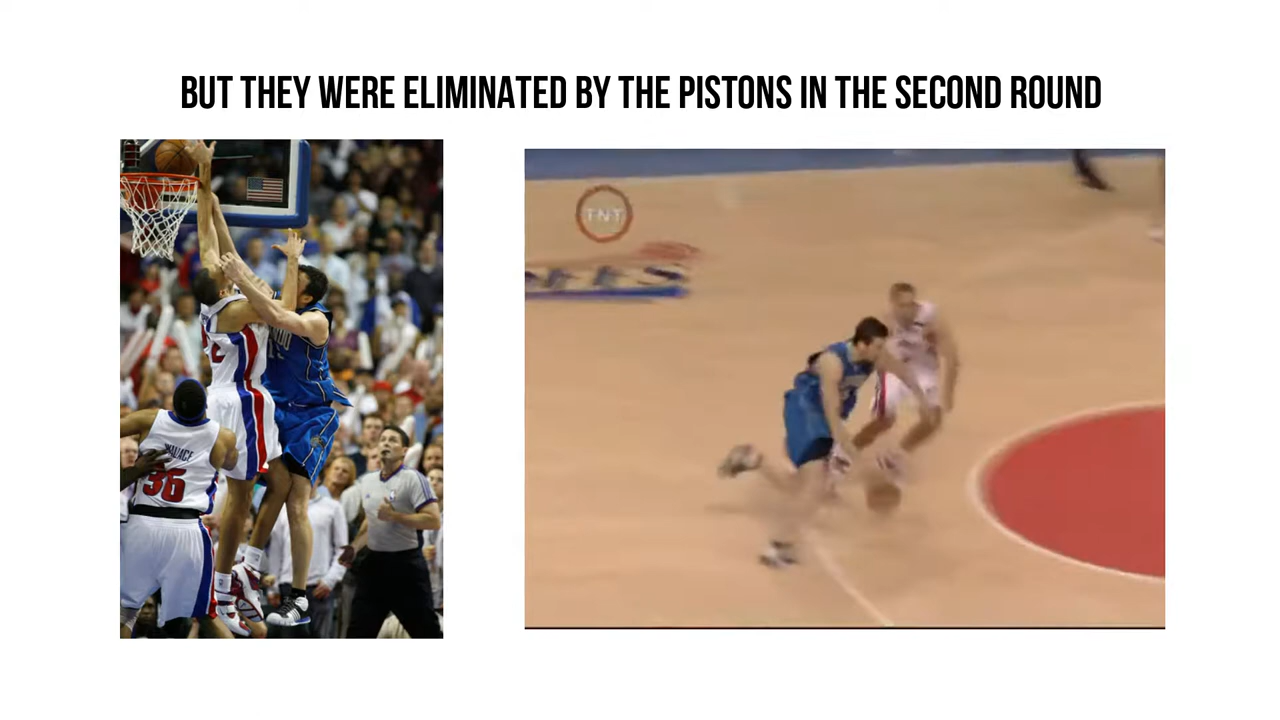 BUT THEY WERE ELIMINATED BY THE PISTONS IN THE SECOND ROUND
WALLACE
36
TNT